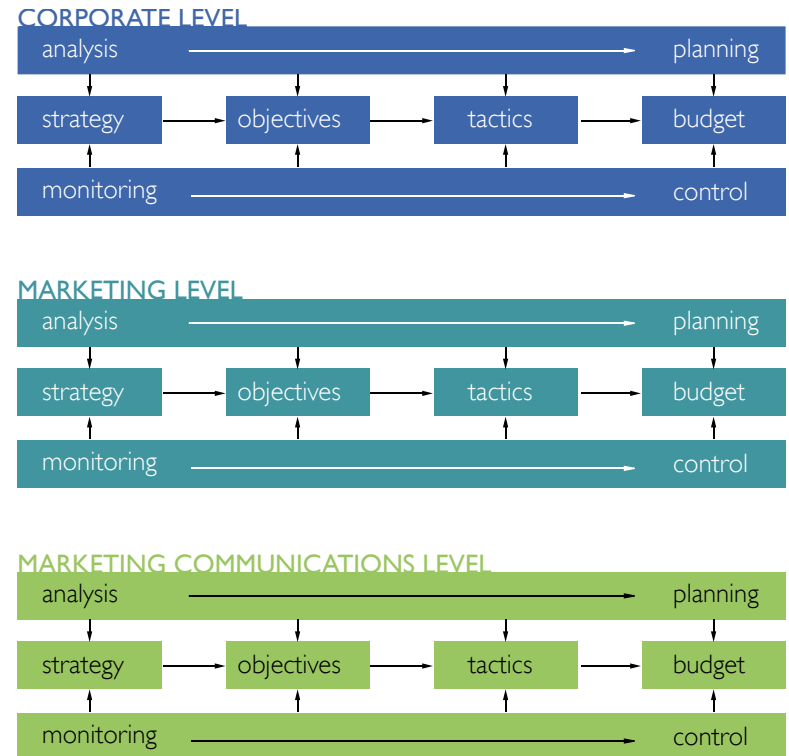 CORPORATE LEVEL
analysis planning
strategy objectives tactics budget
monitoring control
MARKETING LEVEL
analysis planning
strategy objectives tactics budget
monitoring control
MARKETING COMMUNICATIONS LEVEL
analysis planning
strategy objectives tactics budget
monitoring control